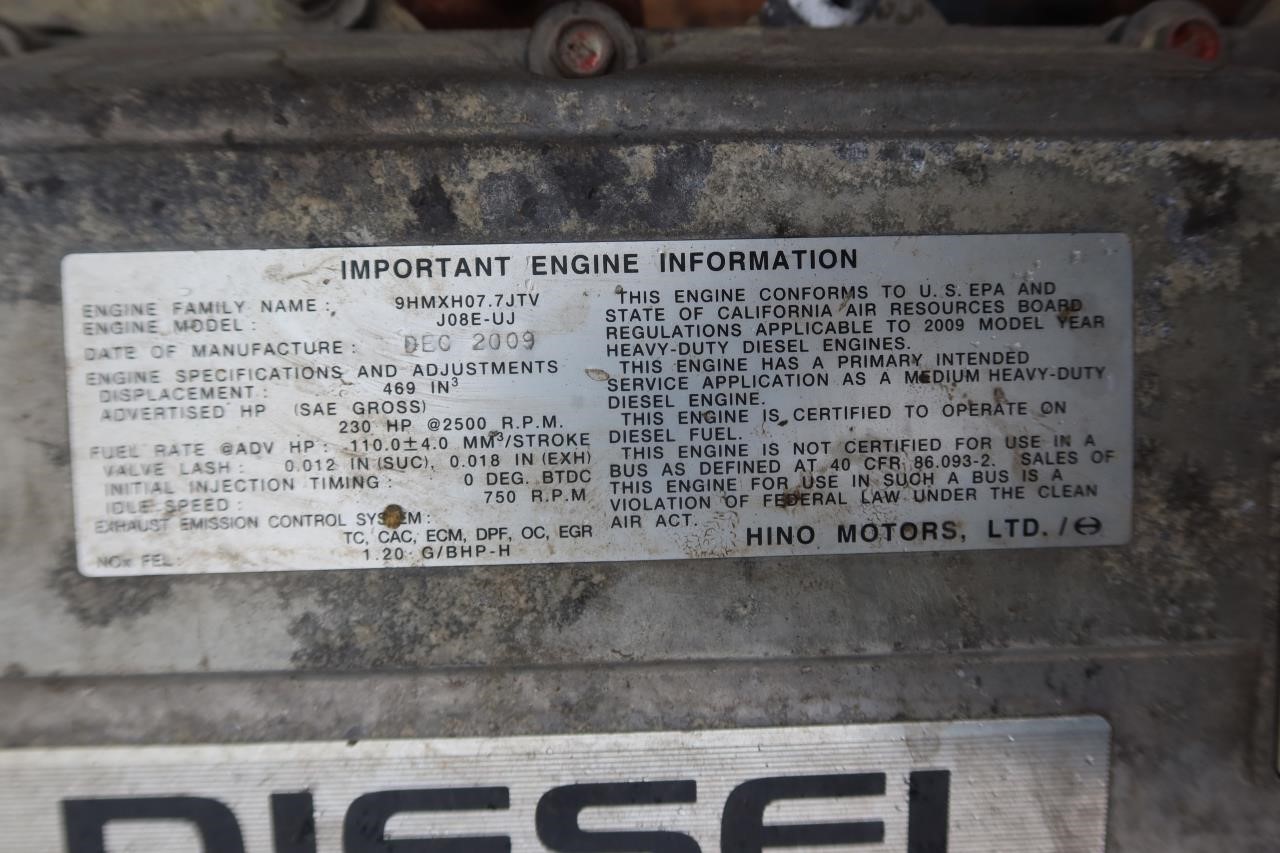 IMPORTANT ENGINE INFORMATION
ENGINE FAMILY NAME : 9HMXH07.7JTV
ENGINE MODEL : J08E-UJ
DATE OF MANUFACTURE : DEC 2009
ENGINE SPECIFICATIONS AND ADJUSTMENTS
DISPLACEMENT : 469 IN³
ADVERTISED HP (SAE GROSS)
230 HP @2500 R.P.M.
FUEL RATE @ADV HP : 110.0±4.0 MM³/STROKE
VALVE LASH : 0.012 IN (SUC), 0.018 IN (EXH)
INITIAL INJECTION TIMING : 0 DEG. BTDC
IDLE SPEED : 750 R.P.M
EXHAUST EMISSION CONTROL SYSTEM :
TC, CAC, ECM, DPF, OC, EGR
NOx FEL : 1.20 G/BHP-H
THIS ENGINE CONFORMS TO U.S. EPA AND
STATE OF CALIFORNIA AIR RESOURCES BOARD
REGULATIONS APPLICABLE TO 2009 MODEL YEAR
HEAVY-DUTY DIESEL ENGINES.
THIS ENGINE HAS A PRIMARY INTENDED
SERVICE APPLICATION AS A MEDIUM HEAVY-DUTY
DIESEL ENGINE.
THIS ENGINE IS CERTIFIED TO OPERATE ON
DIESEL FUEL.
THIS ENGINE IS NOT CERTIFIED FOR USE IN A
BUS AS DEFINED AT 40 CFR 86.093-2. SALES OF
THIS ENGINE FOR USE IN SUCH A BUS IS A
VIOLATION OF FEDERAL LAW UNDER THE CLEAN
AIR ACT.
HINO MOTORS, LTD. /
DIESEL